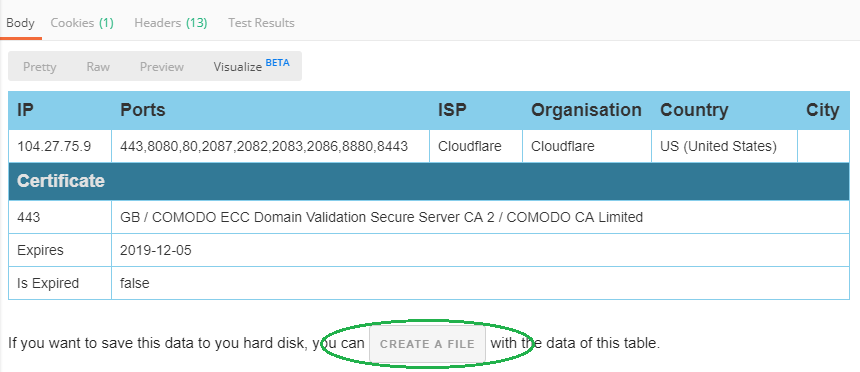 Body Cookies (1) Headers (13) Test Results
Pretty Raw Preview Visualize BETA
IP Ports ISP Organisation Country City
104.27.75.9 443,8080,80,2087,2082,2083,2086,8880,8443 Cloudflare Cloudflare US (United States)
Certificate
443 GB / COMODO ECC Domain Validation Secure Server CA 2 / COMODO CA Limited
Expires 2019-12-05
Is Expired false
If you want to save this data to you hard disk, you can CREATE A FILE with the data of this table.